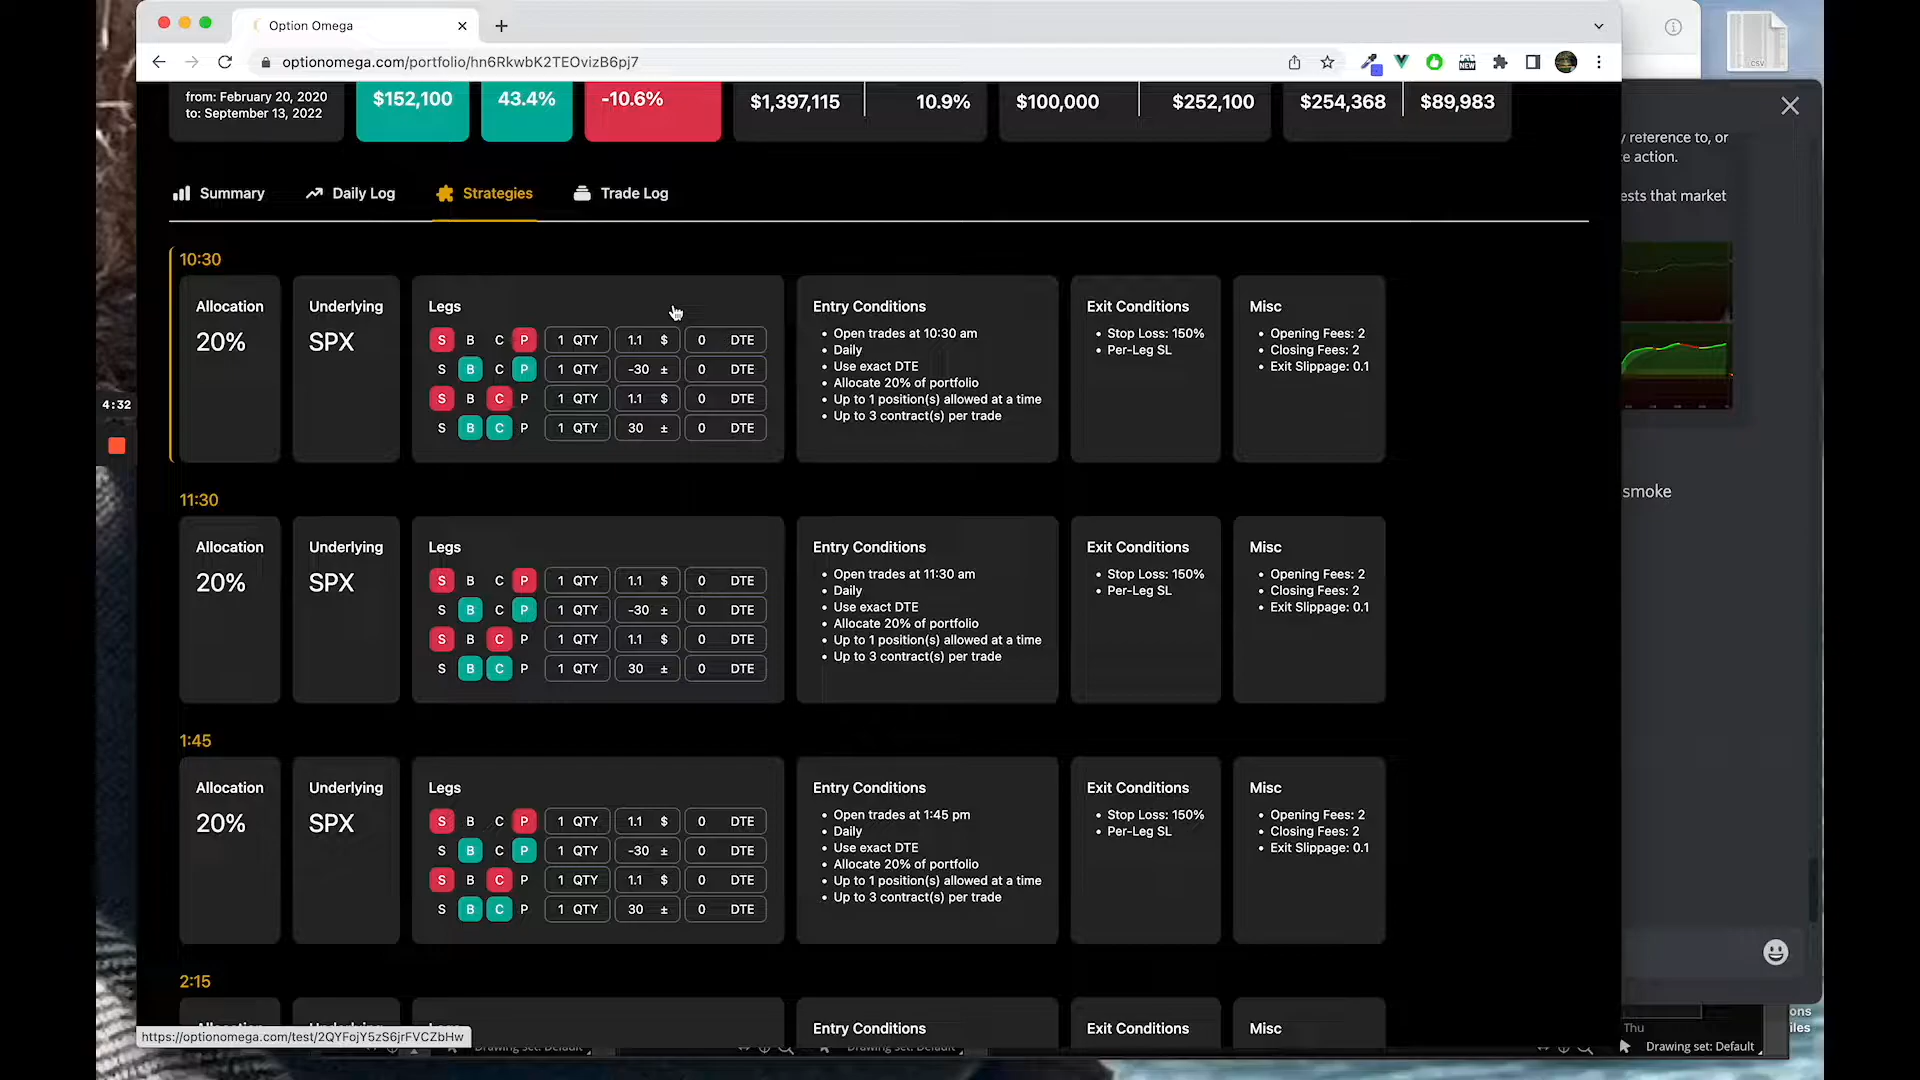 Option Omega
optionomega.com/portfolio/hn6RkwbK2TEOvizB6pj7
NEW
.csv
from: February 20, 2020
to: September 13, 2022
$152,100
43.4%
-10.6%
$1,397,115
10.9%
$100,000
$252,100
$254,368
$89,983
y reference to, or
e action.
ests that market
smoke
4:32
Summary
Daily Log
Strategies
Trade Log
10:30
Allocation
20%
Underlying
SPX
Legs
S B C P 1 QTY 1.1 $ 0 DTE
S B C P 1 QTY -30 ± 0 DTE
S B C P 1 QTY 1.1 $ 0 DTE
S B C P 1 QTY 30 ± 0 DTE
Entry Conditions
• Open trades at 10:30 am
• Daily
• Use exact DTE
• Allocate 20% of portfolio
• Up to 1 position(s) allowed at a time
• Up to 3 contract(s) per trade
Exit Conditions
• Stop Loss: 150%
• Per-Leg SL
Misc
• Opening Fees: 2
• Closing Fees: 2
• Exit Slippage: 0.1
11:30
Allocation
20%
Underlying
SPX
Legs
S B C P 1 QTY 1.1 $ 0 DTE
S B C P 1 QTY -30 ± 0 DTE
S B C P 1 QTY 1.1 $ 0 DTE
S B C P 1 QTY 30 ± 0 DTE
Entry Conditions
• Open trades at 11:30 am
• Daily
• Use exact DTE
• Allocate 20% of portfolio
• Up to 1 position(s) allowed at a time
• Up to 3 contract(s) per trade
Exit Conditions
• Stop Loss: 150%
• Per-Leg SL
Misc
• Opening Fees: 2
• Closing Fees: 2
• Exit Slippage: 0.1
1:45
Allocation
20%
Underlying
SPX
Legs
S B C P 1 QTY 1.1 $ 0 DTE
S B C P 1 QTY -30 ± 0 DTE
S B C P 1 QTY 1.1 $ 0 DTE
S B C P 1 QTY 30 ± 0 DTE
Entry Conditions
• Open trades at 1:45 pm
• Daily
• Use exact DTE
• Allocate 20% of portfolio
• Up to 1 position(s) allowed at a time
• Up to 3 contract(s) per trade
Exit Conditions
• Stop Loss: 150%
• Per-Leg SL
Misc
• Opening Fees: 2
• Closing Fees: 2
• Exit Slippage: 0.1
2:15
Allocation
Legs
Entry Conditions
Exit Conditions
Misc
https://optionomega.com/test/2QYFojY5zS6jrFVCZbHw
Thu
ons
iles
Drawing set: Default
Drawing set: Default
Drawing set: Default